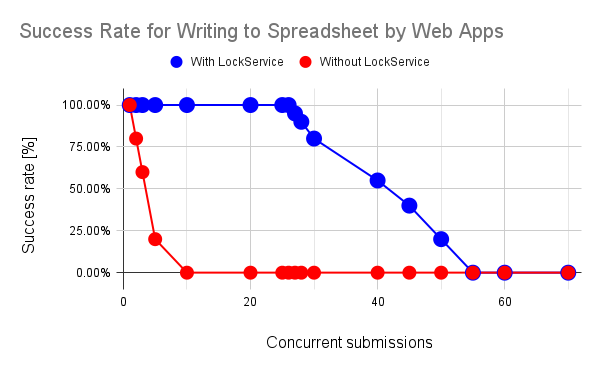 Success Rate for Writing to Spreadsheet by Web Apps
With LockService Without LockService
Success rate [%]
100.00%
75.00%
50.00%
25.00%
0.00%
0 20 40 60
Concurrent submissions